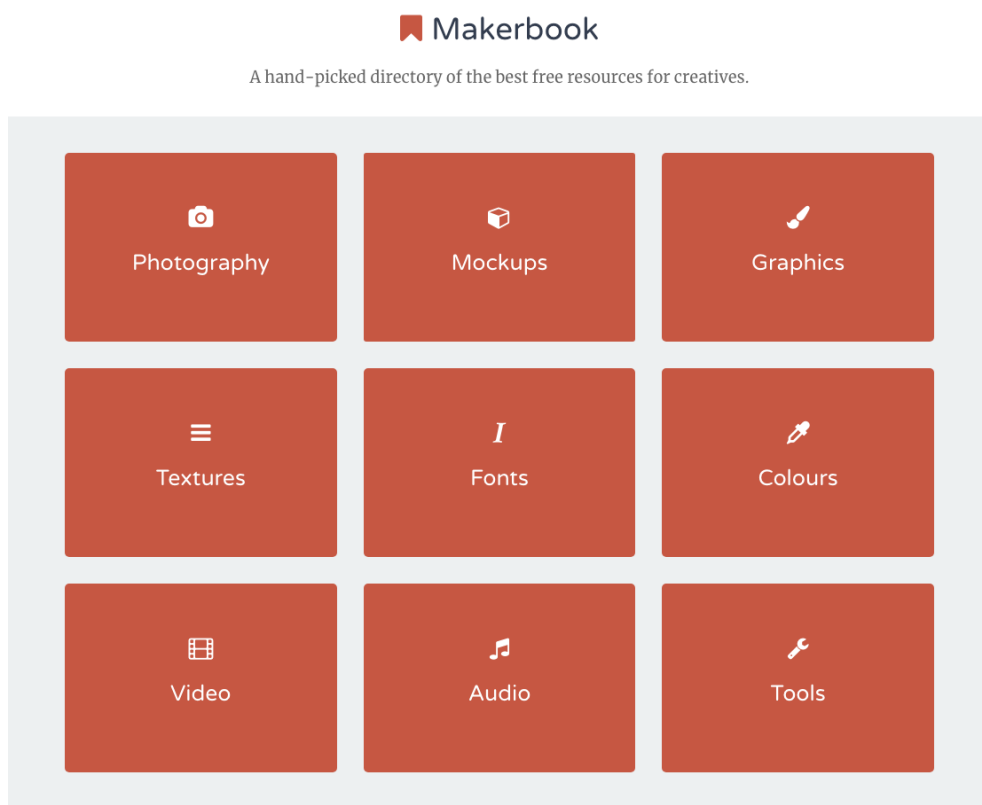 Makerbook
A hand-picked directory of the best free resources for creatives.
Photography
Mockups
Graphics
Textures
Fonts
Colours
Video
Audio
Tools